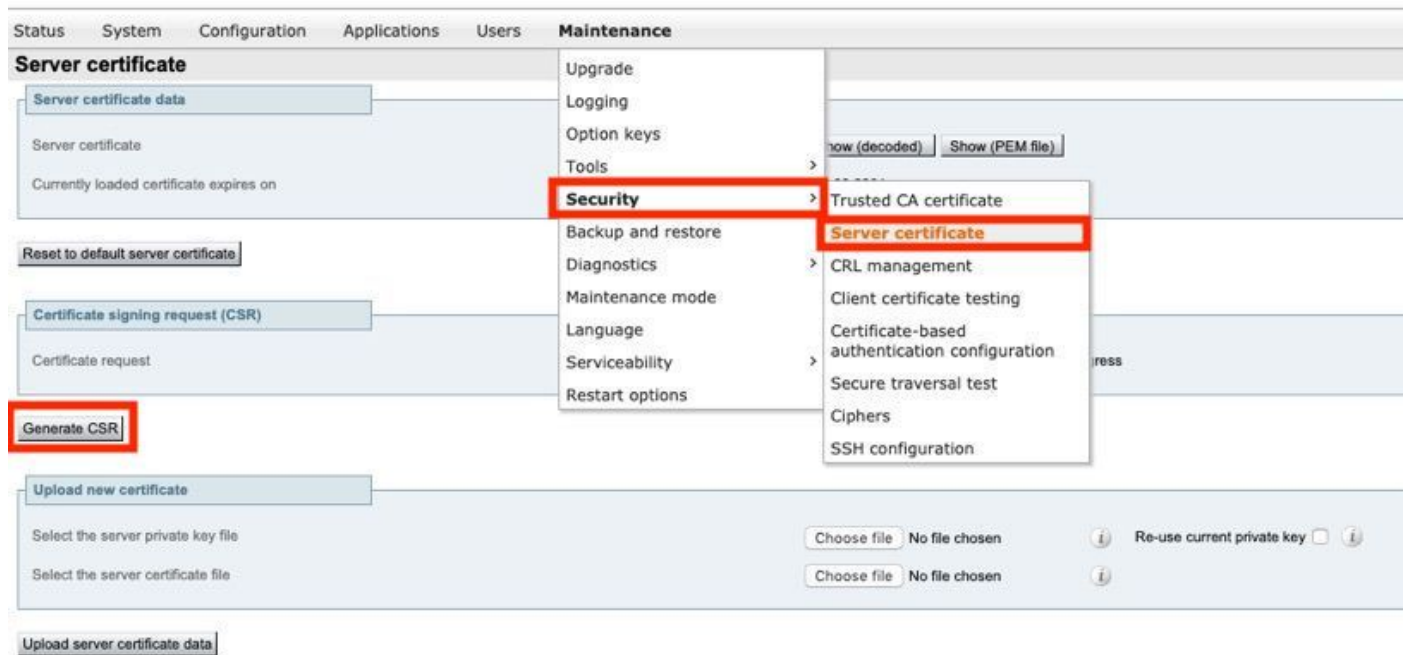 Status System Configuration Applications Users Maintenance
Server certificate
Upgrade
Server certificate data
Logging
Option keys
Server certificate
now (decoded) Show (PEM file)
Tools
Currently loaded certificate expires on
Security
Trusted CA certificate
Backup and restore
Server certificate
Reset to default server certificate
Diagnostics
CRL management
Maintenance mode
Client certificate testing
Certificate signing request (CSR)
Language
Certificate-based
authentication configuration
Certificate request
Serviceability
ress
Secure traversal test
Restart options
Ciphers
Generate CSR
SSH configuration
Upload new certificate
Select the server private key file Choose file No file chosen i Re-use current private key i
Select the server certificate file Choose file No file chosen i
Upload server certificate data